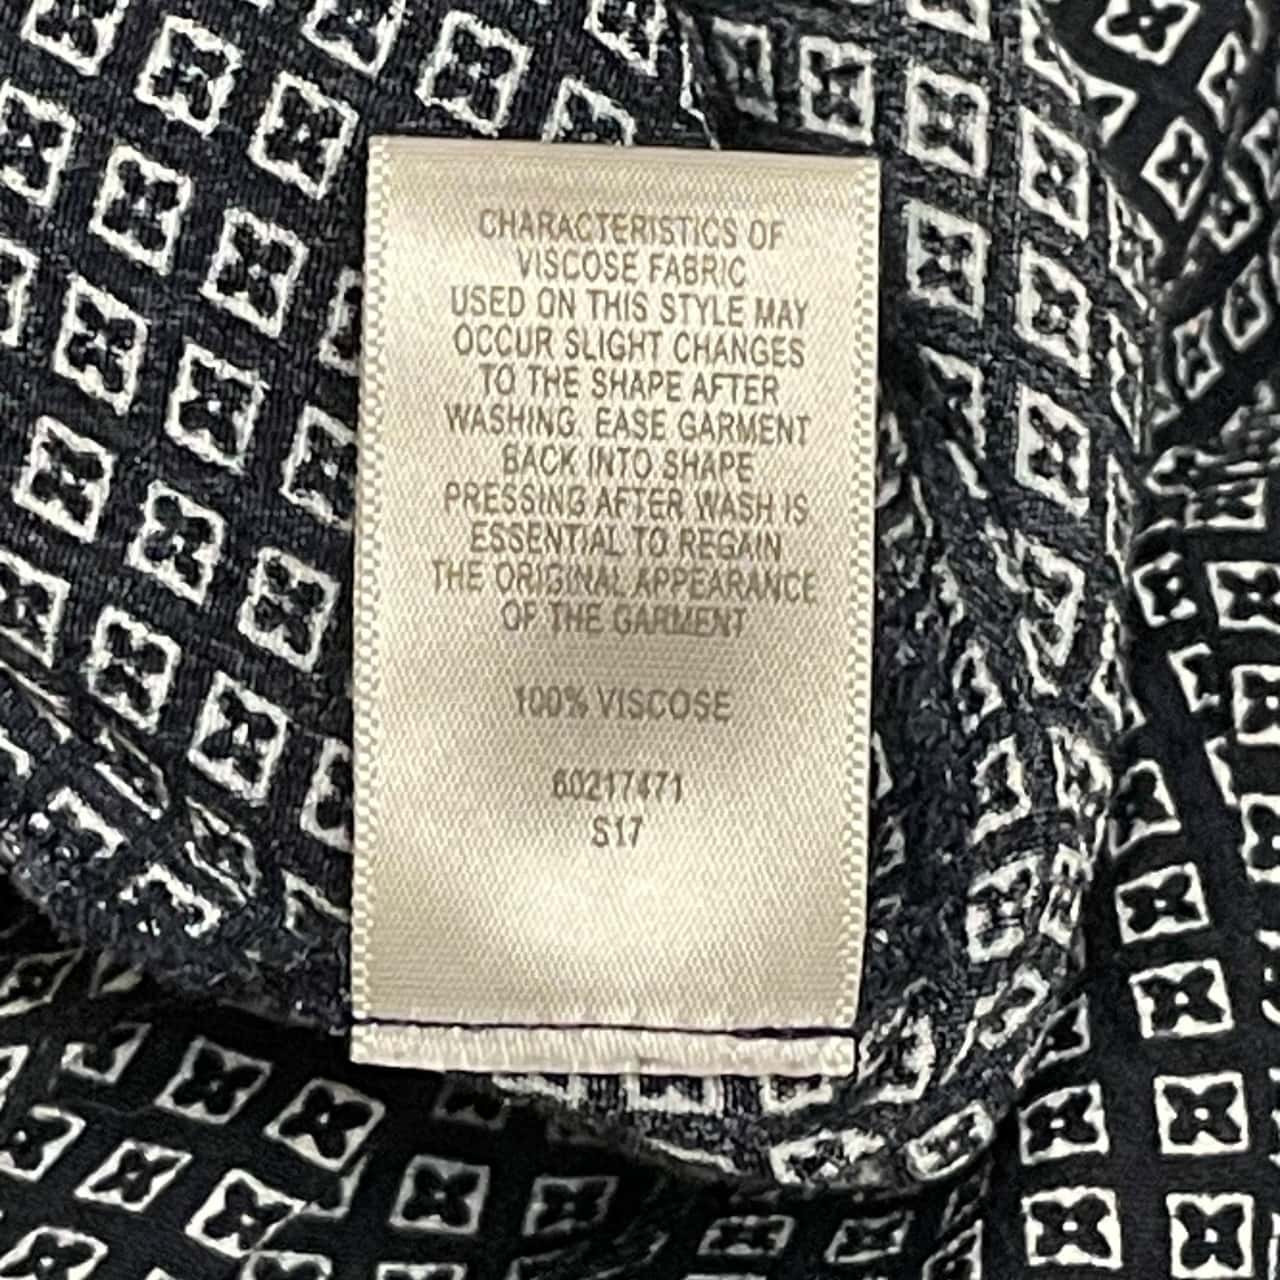 CHARACTERISTICS OF
VISCOSE FABRIC
USED ON THIS STYLE MAY
OCCUR SLIGHT CHANGES
TO THE SHAPE AFTER
WASHING. EASE GARMENT
BACK INTO SHAPE
PRESSING AFTER WASH IS
ESSENTIAL TO REGAIN
THE ORIGINAL APPEARANCE
OF THE GARMENT
100% VISCOSE
60217471
S17